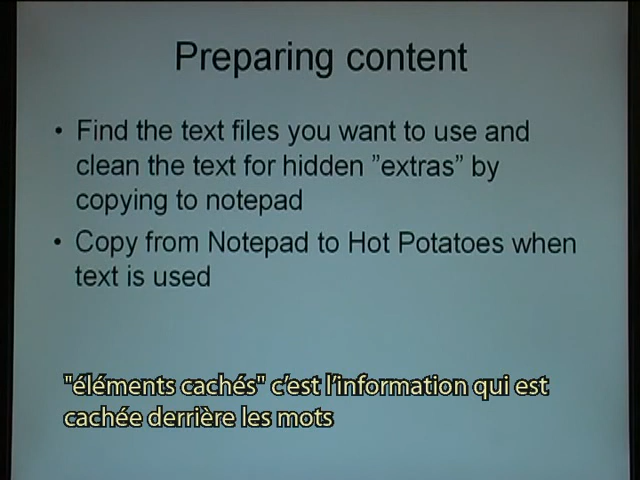 Preparing content
• Find the text files you want to use and
clean the text for hidden ”extras” by
copying to notepad
• Copy from Notepad to Hot Potatoes when
text is used
"éléments cachés" c’est l’information qui est
cachée derrière les mots